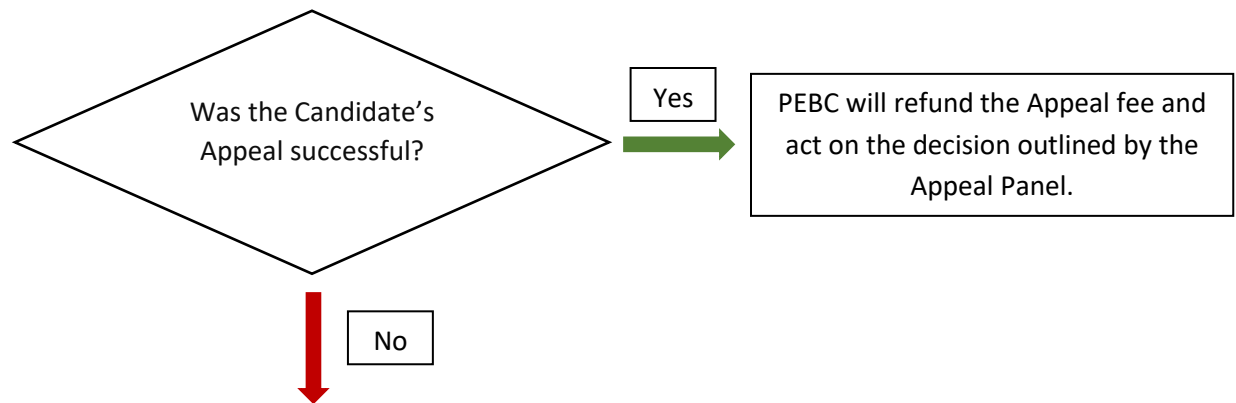 Was the Candidate's
Appeal successful?
Yes
PEBC will refund the Appeal fee and
act on the decision outlined by the
Appeal Panel.
No